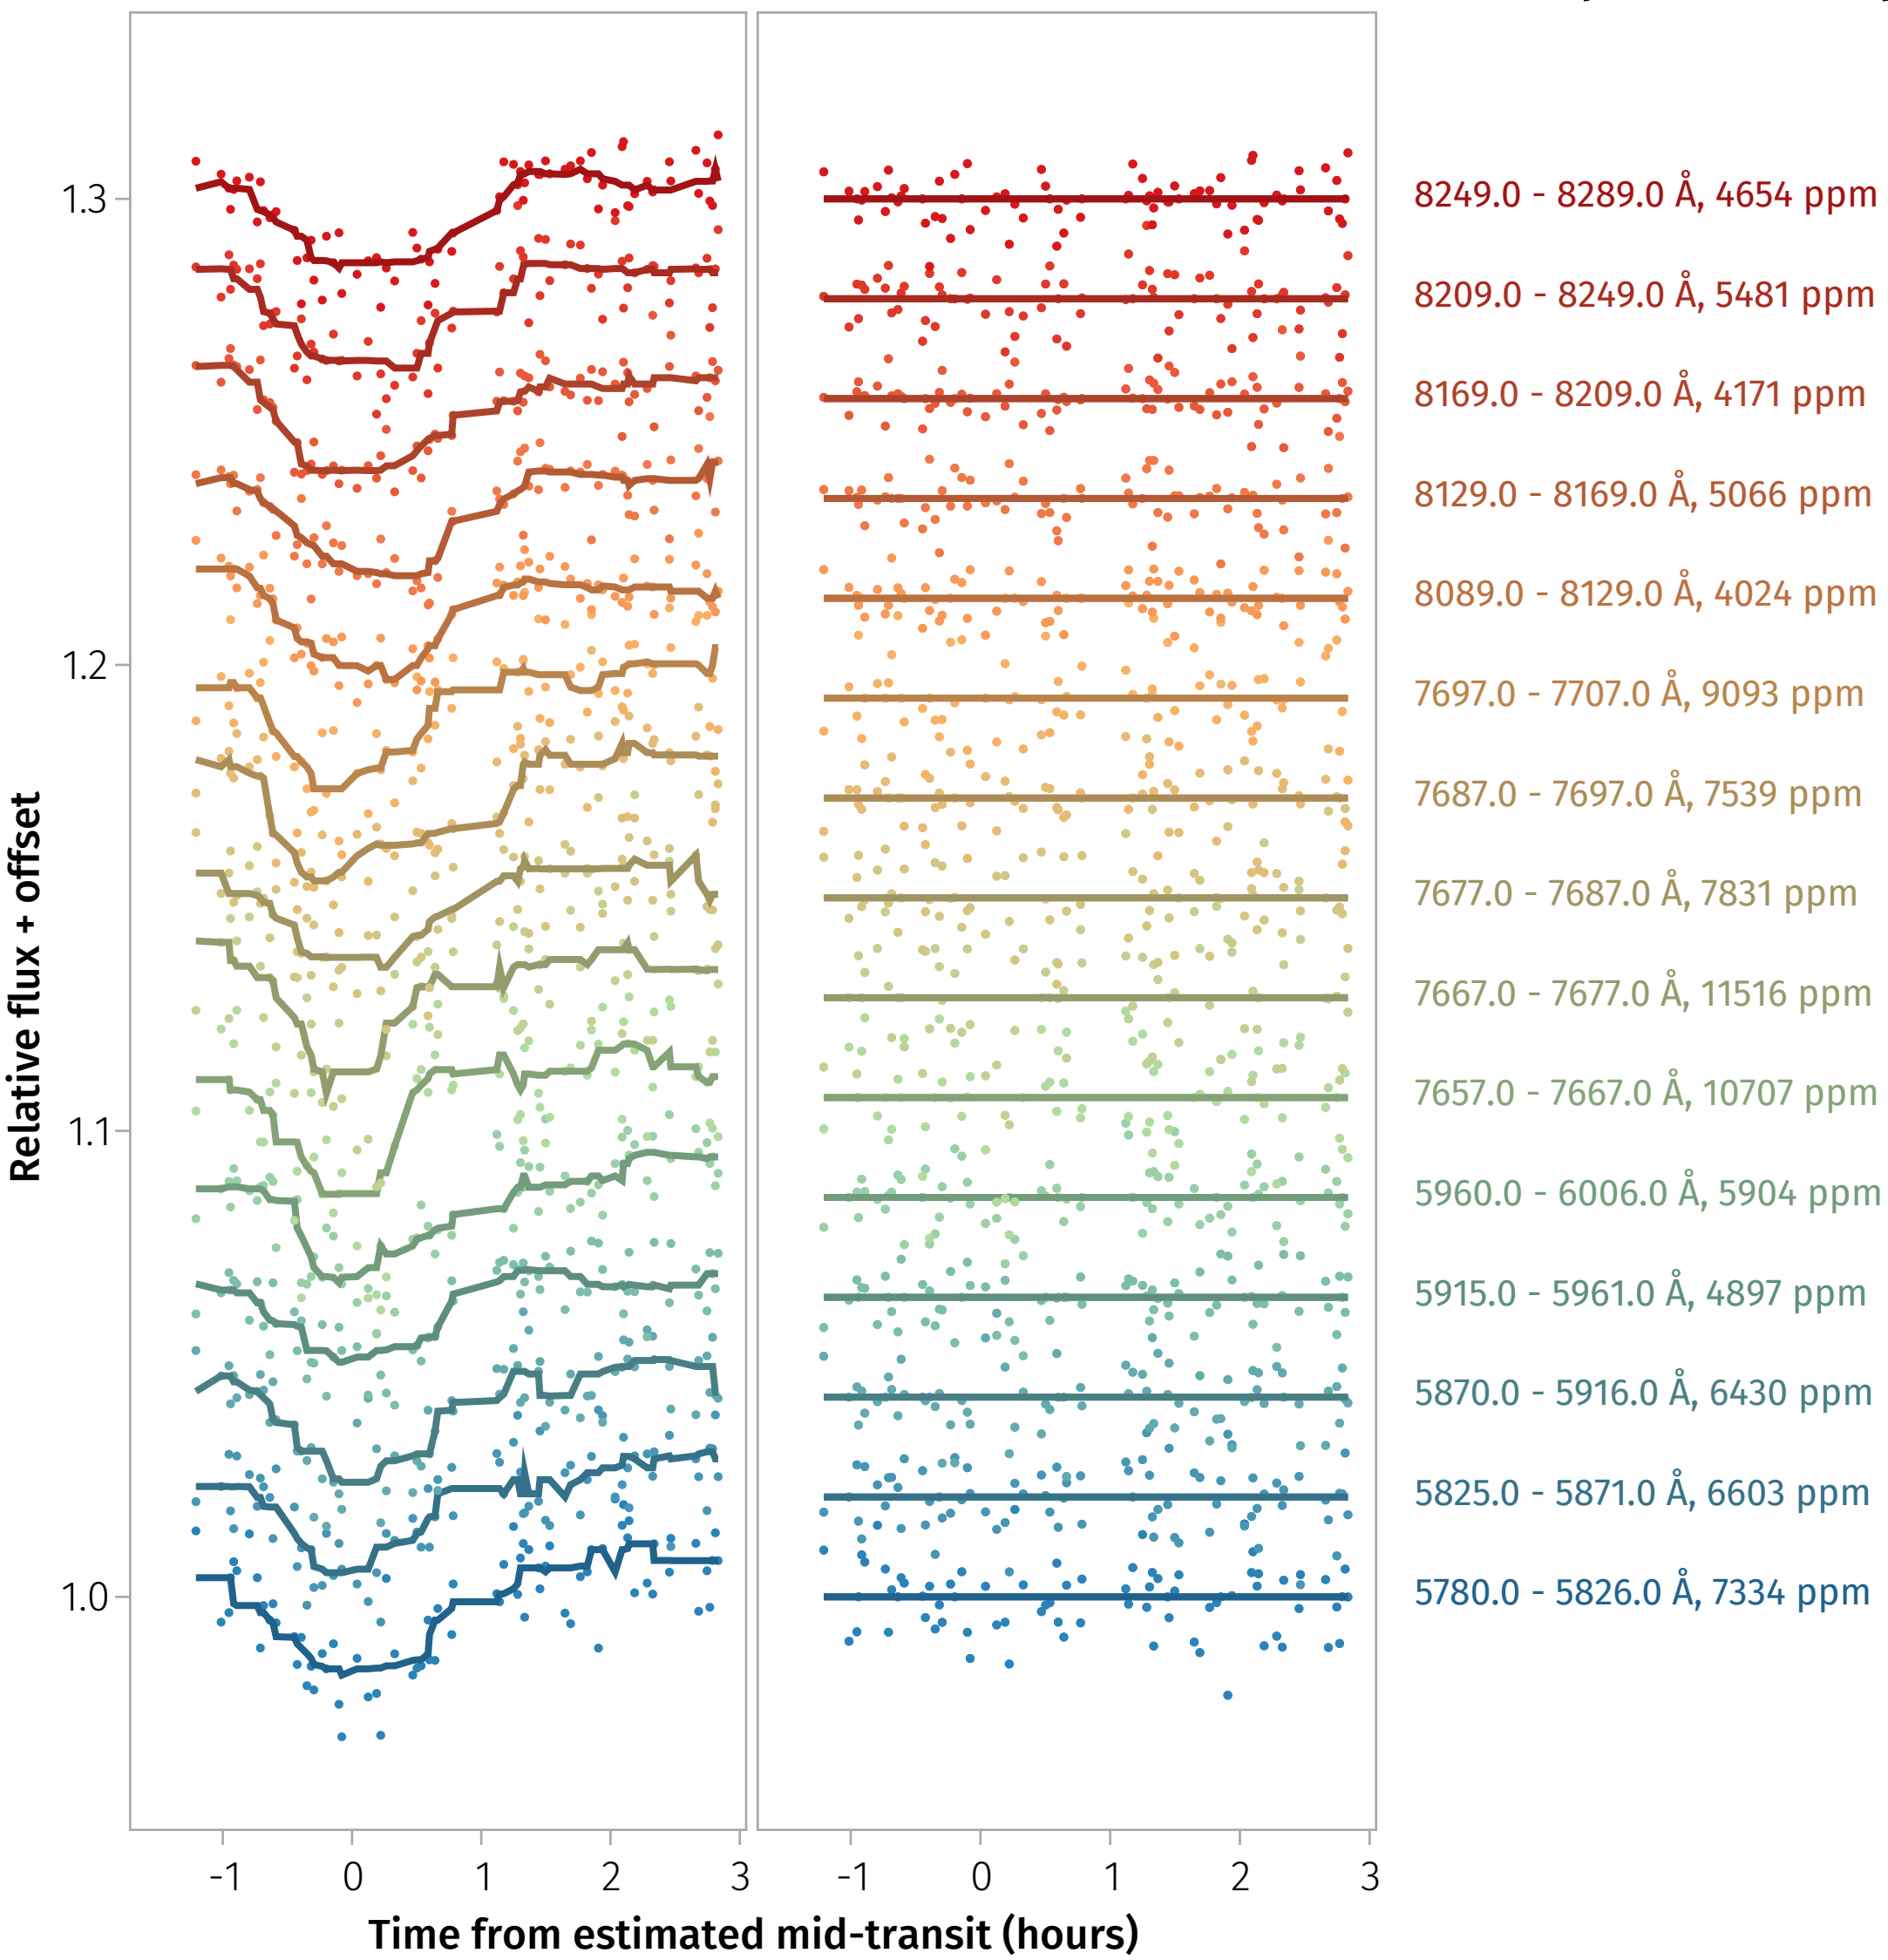 1.3
1.2
1.1
1.0
Relative flux + offset
8249.0 - 8289.0 Å, 4654 ppm
8209.0 - 8249.0 Å, 5481 ppm
8169.0 - 8209.0 Å, 4171 ppm
8129.0 - 8169.0 Å, 5066 ppm
8089.0 - 8129.0 Å, 4024 ppm
7697.0 - 7707.0 Å, 9093 ppm
7687.0 - 7697.0 Å, 7539 ppm
7677.0 - 7687.0 Å, 7831 ppm
7667.0 - 7677.0 Å, 11516 ppm
7657.0 - 7667.0 Å, 10707 ppm
5960.0 - 6006.0 Å, 5904 ppm
5915.0 - 5961.0 Å, 4897 ppm
5870.0 - 5916.0 Å, 6430 ppm
5825.0 - 5871.0 Å, 6603 ppm
5780.0 - 5826.0 Å, 7334 ppm
-1 0 1 2 3
-1 0 1 2 3
Time from estimated mid-transit (hours)